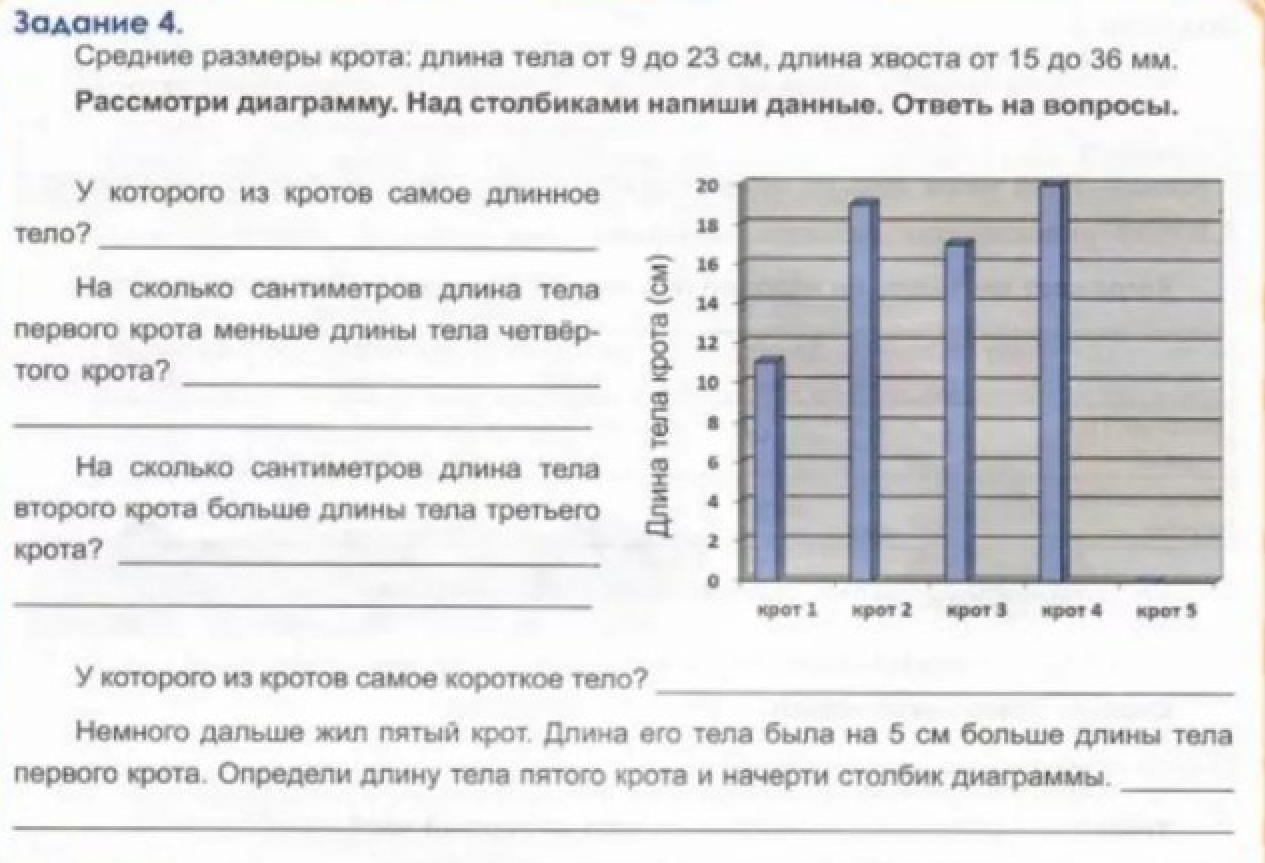 Задание 4.
Средние размеры крота: длина тела от 9 до 23 см, длина хвоста от 15 до 36 мм.
Рассмотри диаграмму. Над столбиками напиши данные. Ответь на вопросы.
У которого из кротов самое длинное
тело?
На сколько сантиметров длина тела
первого крота меньше длины тела четвёр-
того крота?
На сколько сантиметров длина тела
второго крота больше длины тела третьего
крота?
Длина тела крота (см)
20
18
16
14
12
10
8
6
4
2
0
крот 1 крот 2 крот 3 крот 4 крот 5
У которого из кротов самое короткое тело?
Немного дальше жил пятый крот. Длина его тела была на 5 см больше длины тела
первого крота. Определи длину тела пятого крота и начерти столбик диаграммы.